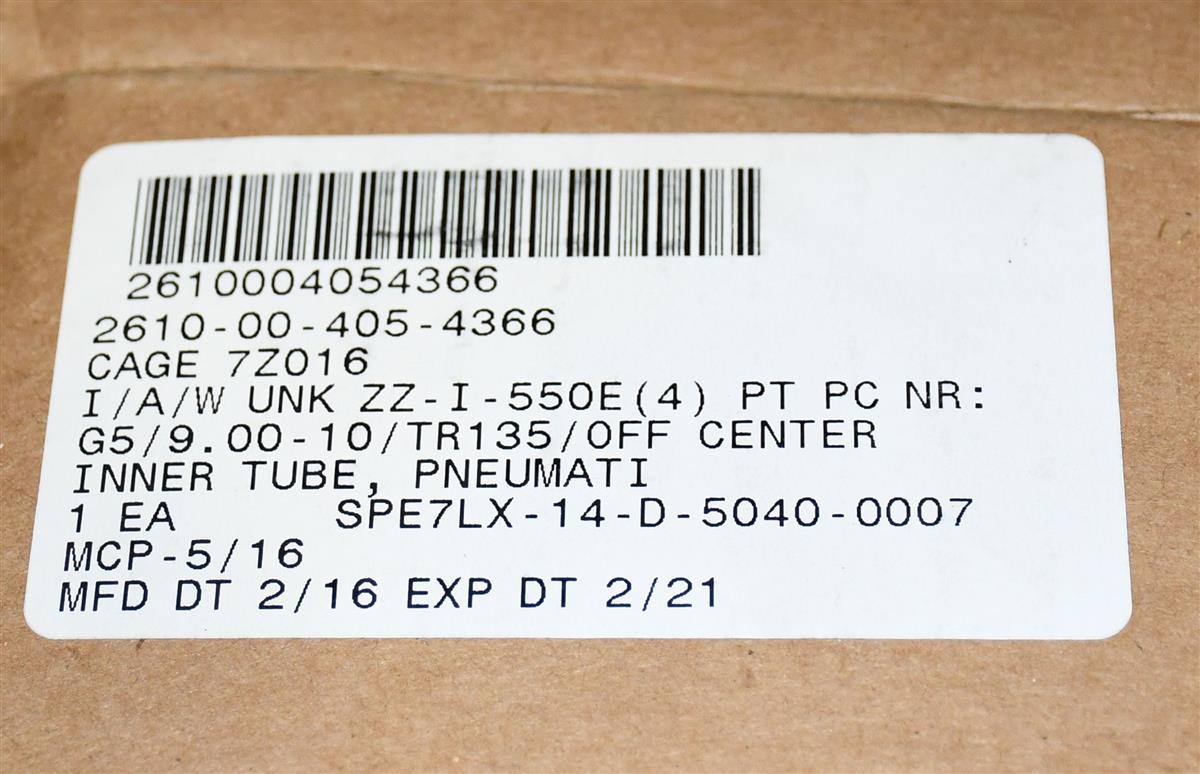 2610004054366
2610-00-405-4366
CAGE 7Z016
I/A/W UNK ZZ-I-550E(4) PT PC NR:
G5/9.00-10/TR135/OFF CENTER
INNER TUBE, PNEUMATI
1 EA SPE7LX-14-D-5040-0007
MCP-5/16
MFD DT 2/16 EXP DT 2/21